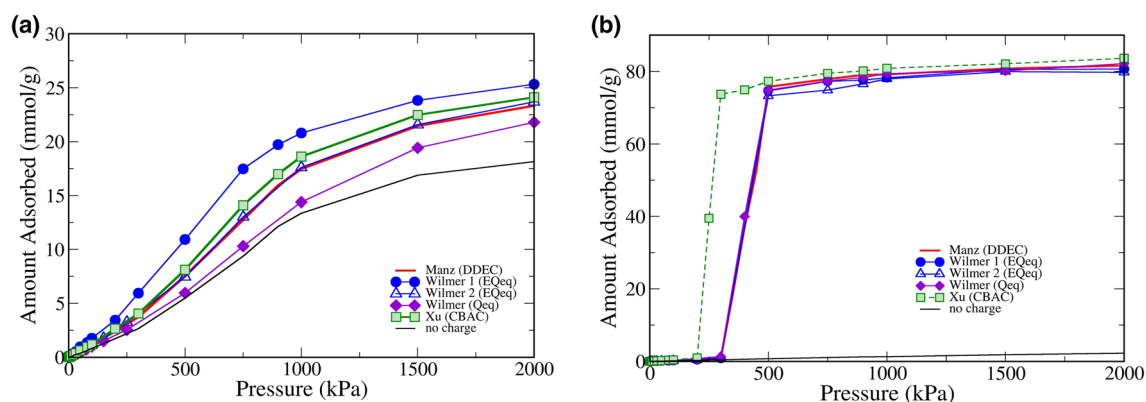 (a)
30
25
20
15
10
5
0
Amount Adsorbed (mmol/g)
Manz (DDEC)
Wilmer 1 (EQeq)
Wilmer 2 (EQeq)
Wilmer (Qeq)
Xu (CBAC)
no charge
0 500 1000 1500 2000
Pressure (kPa)
(b)
80
60
40
20
0
Amount Adsorbed (mmol/g)
Manz (DDEC)
Wilmer 1 (EQeq)
Wilmer 2 (EQeq)
Wilmer (Qeq)
Xu (CBAC)
no charge
0 500 1000 1500 2000
Pressure (kPa)